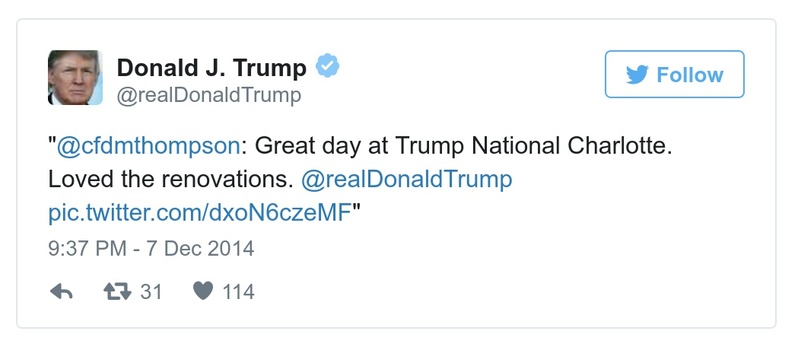 Donald J. Trump
@realDonaldTrump
Follow
"@cfdmthompson: Great day at Trump National Charlotte.
Loved the renovations. @realDonaldTrump
pic.twitter.com/dxoN6czeMF"
9:37 PM - 7 Dec 2014
31 114